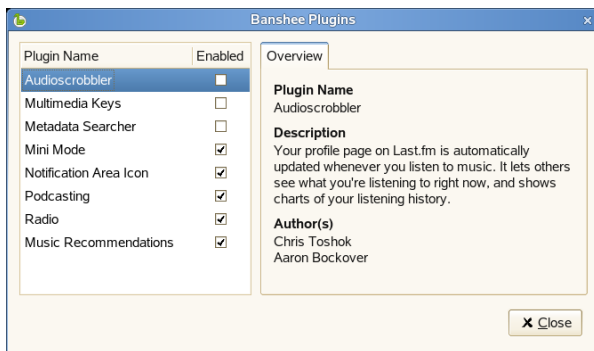 Banshee Plugins
Plugin Name Enabled
Audioscrobbler
Multimedia Keys
Metadata Searcher
Mini Mode
Notification Area Icon
Podcasting
Radio
Music Recommendations
Overview
Plugin Name
Audioscrobbler
Description
Your profile page on Last.fm is automatically
updated whenever you listen to music. It lets others
see what you're listening to right now, and shows
charts of your listening history.
Author(s)
Chris Toshok
Aaron Bockover
Close